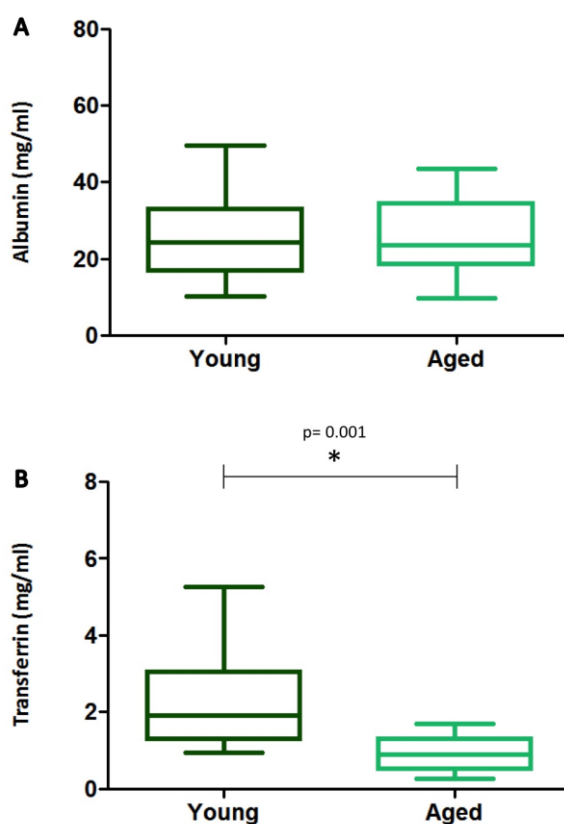 A
Albumin (mg/ml)
80
60
40
20
0
Young Aged
p= 0.001
*
B
Transferrin (mg/ml)
8
6
4
2
0
Young Aged